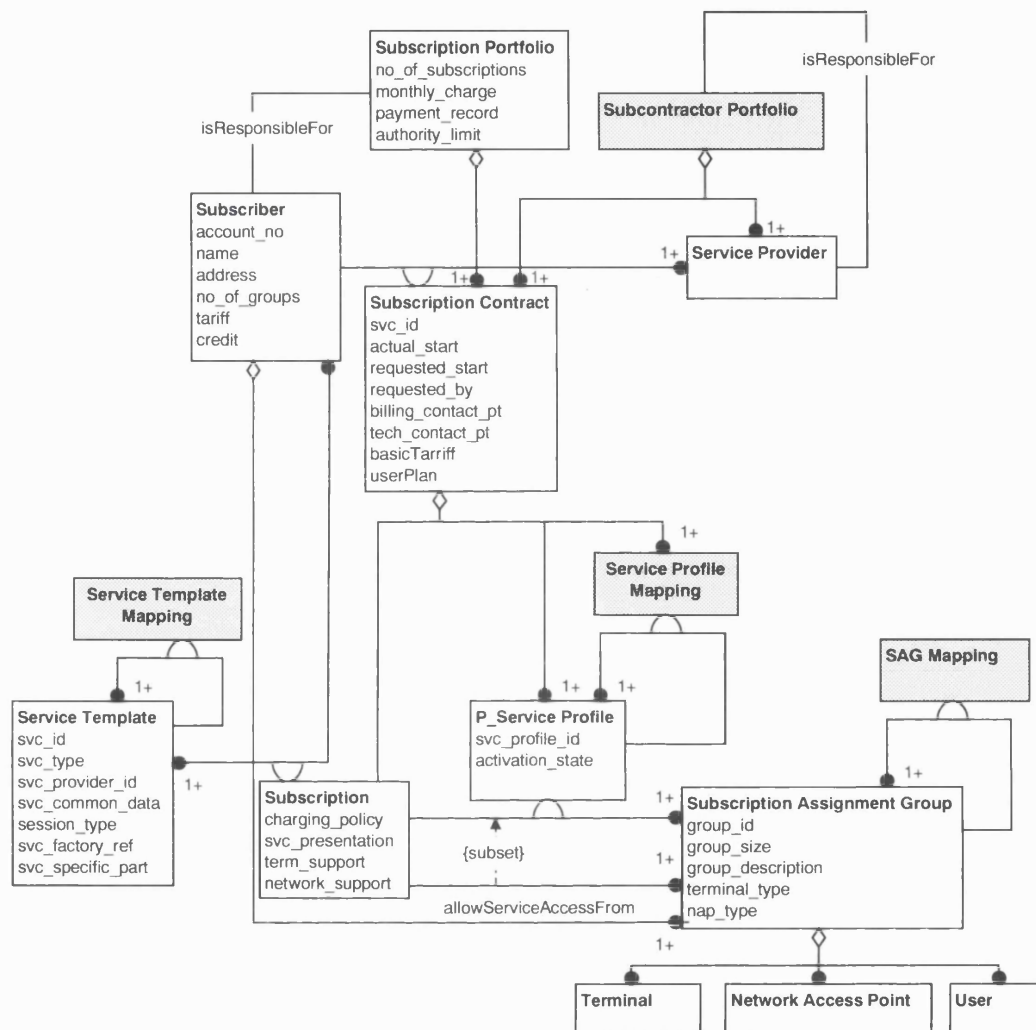 Subscription Portfolio
no_of_subscriptions
monthly_charge
payment_record
authority_limit
isResponsibleFor
Subcontractor Portfolio
isResponsibleFor
Subscriber
account_no
name
address
no_of_groups
tariff
credit
1+
1+
Service Provider
1+
1+
Subscription Contract
svc_id
actual_start
requested_start
requested_by
billing_contact_pt
tech_contact_pt
basicTarriff
userPlan
1+
Service Profile
Mapping
Service Template
Mapping
SAG Mapping
1+
1+
1+
Service Template
svc_id
svc_type
svc_provider_id
svc_common_data
session_type
svc_factory_ref
svc_specific_part
1+
P_Service Profile
svc_profile_id
activation_state
1+
Subscription
charging_policy
svc_presentation
term_support
network_support
{subset}
1+
1+
Subscription Assignment Group
group_id
group_size
group_description
terminal_type
nap_type
allowServiceAccessFrom
1+
Terminal
Network Access Point
User